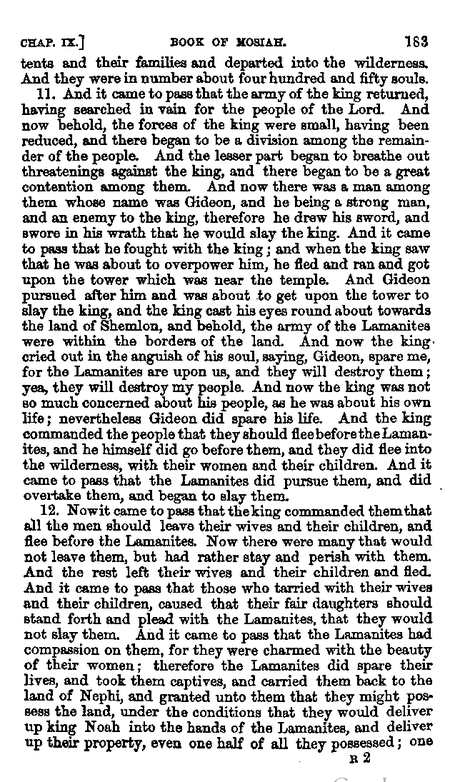 CHAP. IX.] BOOK OF MOSIAH. 183
tents and their families and departed into the wilderness.
And they were in number about four hundred and fifty souls.
11. And it came to pass that the army of the king returned,
having searched in vain for the people of the Lord. And
now behold, the forces of the king were small, having been
reduced, and there began to be a division among the remain-
der of the people. And the lesser part began to breathe out
threatenings against the king, and there began to be a great
contention among them. And now there was a man among
them whose name was Gideon, and he being a strong man,
and an enemy to the king, therefore he drew his sword, and
swore in his wrath that he would slay the king. And it came
to pass that he fought with the king; and when the king saw
that he was about to overpower him, he fled and ran and got
upon the tower which was near the temple. And Gideon
pursued after him and was about to get upon the tower to
slay the king, and the king cast his eyes round about towards
the land of Shemlon, and behold, the army of the Lamanites
were within the borders of the land. And now the king
cried out in the anguish of his soul, saying, Gideon, spare me,
for the Lamanites are upon us, and they will destroy them;
yea, they will destroy my people. And now the king was not
so much concerned about his people, as he was about his own
life; nevertheless Gideon did spare his life. And the king
commanded the people that they should flee before the Laman-
ites, and he himself did go before them, and they did flee into
the wilderness, with their women and their children. And it
came to pass that the Lamanites did pursue them, and did
overtake them, and began to slay them.
12. Now it came to pass that the king commanded them that
all the men should leave their wives and their children, and
flee before the Lamanites. Now there were many that would
not leave them, but had rather stay and perish with them.
And the rest left their wives and their children and fled.
And it came to pass that those who tarried with their wives
and their children, caused that their fair daughters should
stand forth and plead with the Lamanites, that they would
not slay them. And it came to pass that the Lamanites had
compassion on them, for they were charmed with the beauty
of their women; therefore the Lamanites did spare their
lives, and took them captives, and carried them back to the
land of Nephi, and granted unto them that they might pos-
sess the land, under the conditions that they would deliver
up king Noah into the hands of the Lamanites, and deliver
up their property, even one half of all they possessed; one
R 2